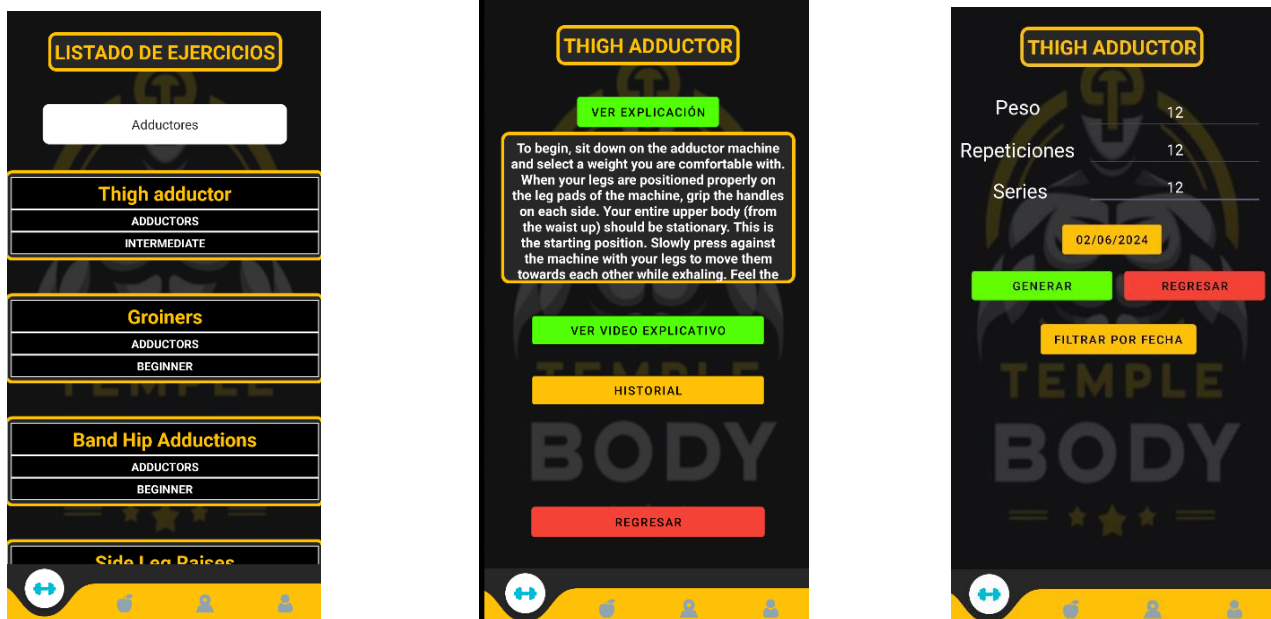 LISTADO DE EJERCICIOS
Adductores
Thigh adductor
ADDUCTORS
INTERMEDIATE
Groiners
ADDUCTORS
BEGINNER
TEMPLE
Band Hip Adductions
ADDUCTORS
BEGINNER
Side Leg Raises
THIGH ADDUCTOR
VER EXPLICACIÓN
To begin, sit down on the adductor machine
and select a weight you are comfortable with.
When your legs are positioned properly on
the leg pads of the machine, grip the handles
on each side. Your entire upper body (from
the waist up) should be stationary. This is
the starting position. Slowly press against
the machine with your legs to move them
towards each other while exhaling. Feel the
VER VIDEO EXPLICATIVO
TEMPLE
HISTORIAL
BODY
REGRESAR
THIGH ADDUCTOR
Peso 12
Repeticiones 12
Series 12
02/06/2024
GENERAR REGRESAR
FILTRAR POR FECHA
TEMPLE
BODY